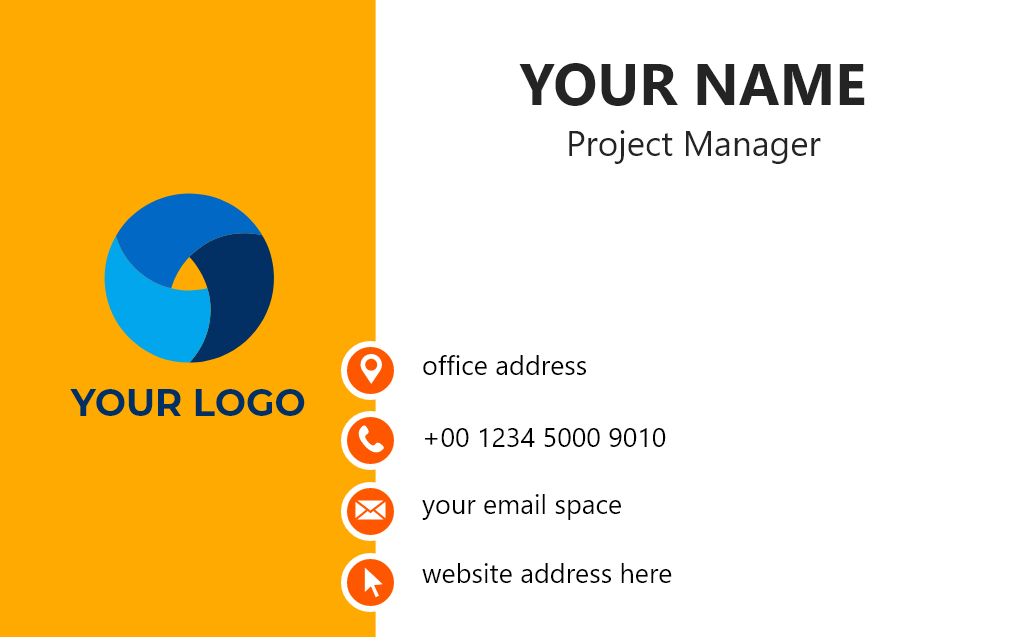 YOUR NAME
Project Manager
YOUR LOGO
office address
+00 1234 5000 9010
your email space
website address here